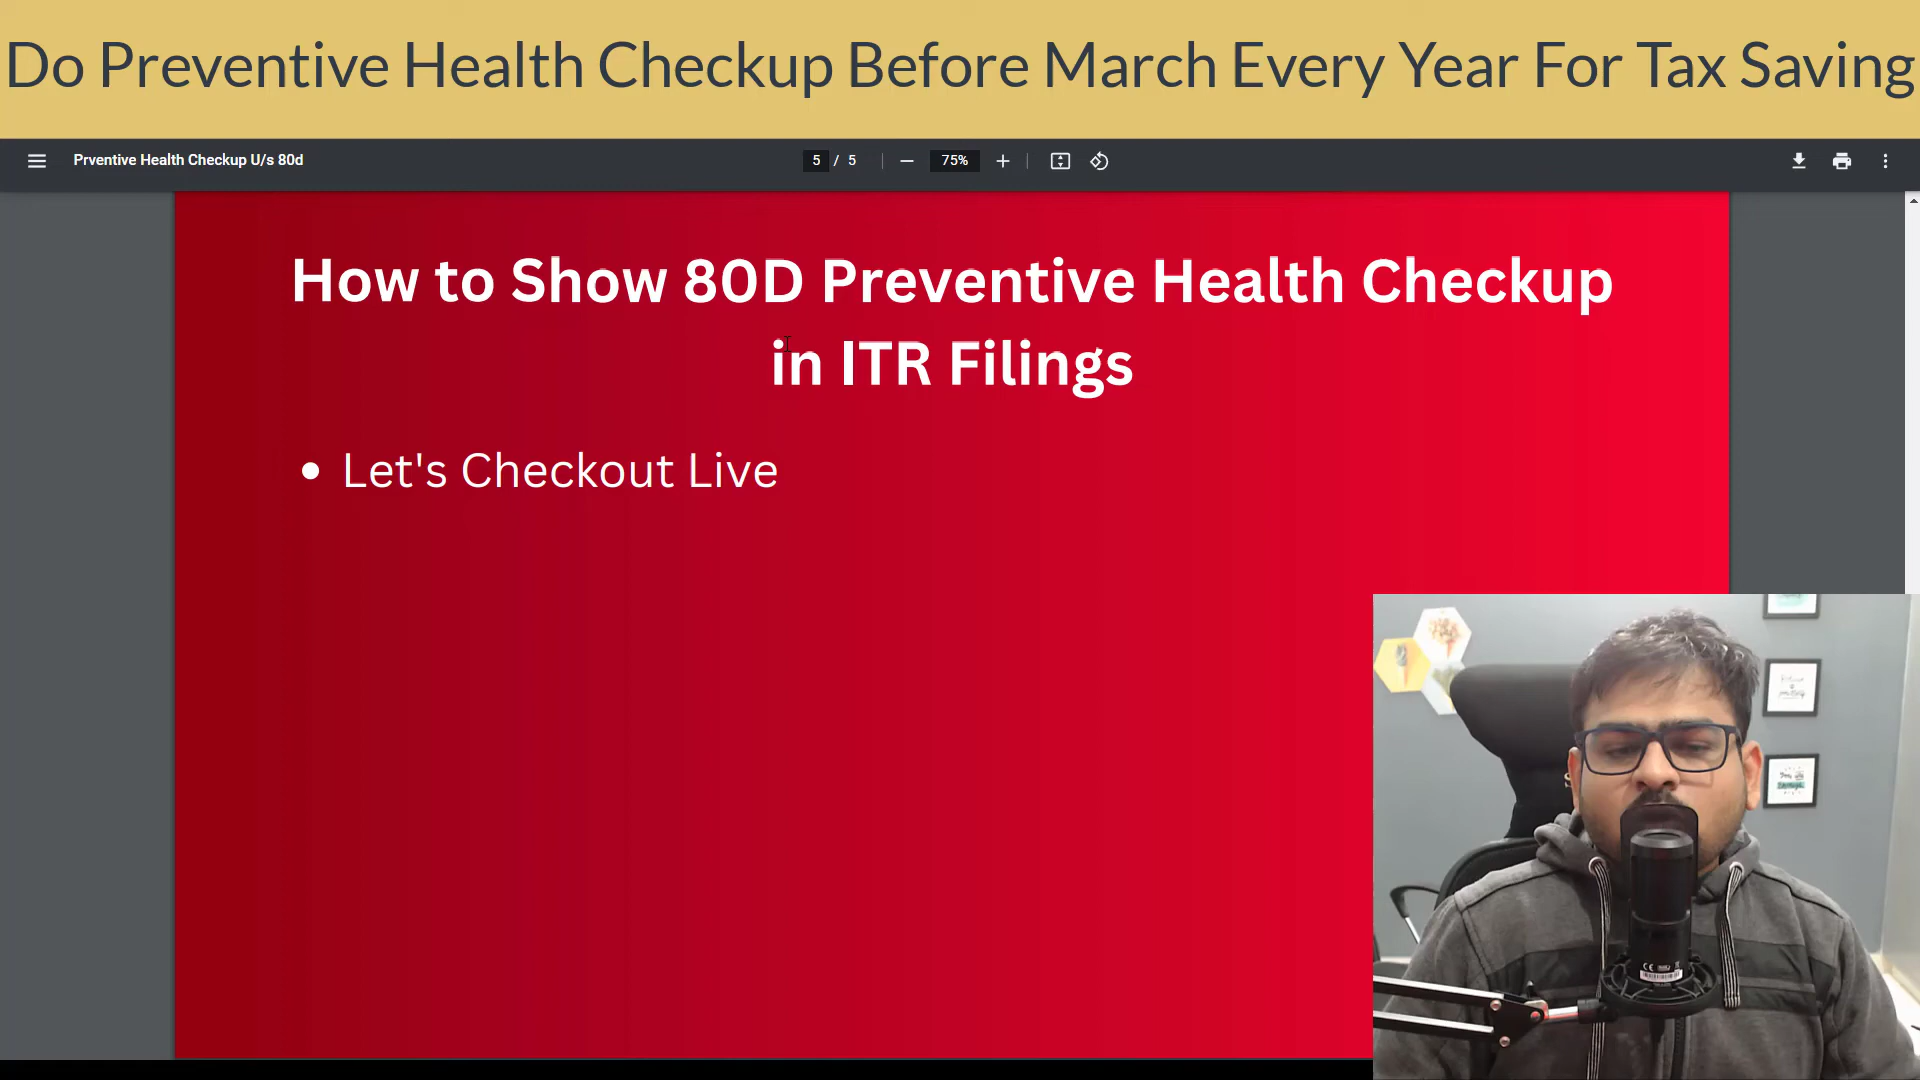 Do Preventive Health Checkup Before March Every Year For Tax Saving
Prventive Health Checkup U/s 80d
5 / 5
75%
How to Show 80D Preventive Health Checkup
in ITR Filings
• Let's Checkout Live